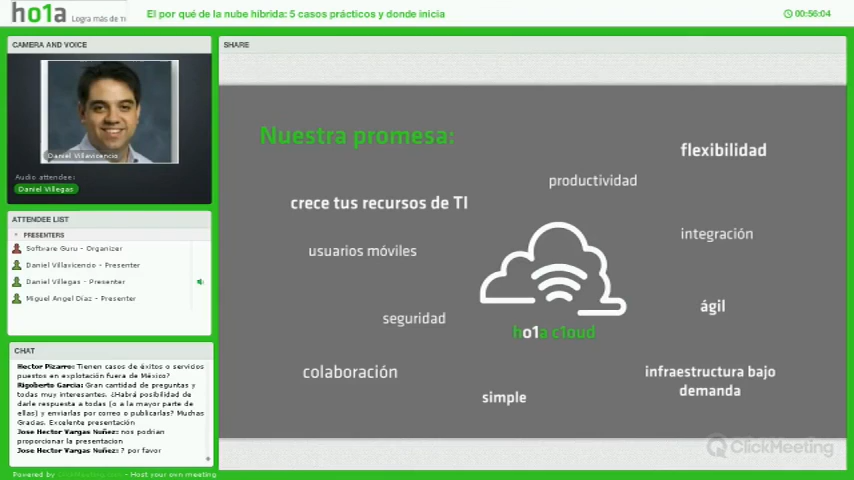 ho1a Logra más de TI
El por qué de la nube híbrida: 5 casos prácticos y donde inicia
00:56:04
CAMERA AND VOICE
Daniel Villavicencio
Audio attendee:
Daniel Villegas
ATTENDEE LIST
PRESENTERS
Software Guru - Organizer
Daniel Villavicencio - Presenter
Daniel Villegas - Presenter
Miguel Angel Diaz - Presenter
CHAT
Hector Pizarro: Tienen casos de éxitos o servicios
puestos en explotación fuera de México?
Rigoberto Garcia: Gran cantidad de preguntas y
todas muy interesantes. ¿Habrá posibilidad de
darle respuesta a todas (o a la mayor parte de
ellas) y enviarlas por correo o publicarlas? Muchas
Gracias. Excelente presentación
Jose Hector Vargas Nuñez: nos podrian
proporcionar la presentacion
Jose Hector Vargas Nuñez: ? por favor
Powered by ClickMeeting.com - Host your own meeting
SHARE
Nuestra promesa:
flexibilidad
productividad
crece tus recursos de TI
integración
usuarios móviles
ágil
seguridad
ho1a c1oud
colaboración
infraestructura bajo
demanda
simple
ClickMeeting